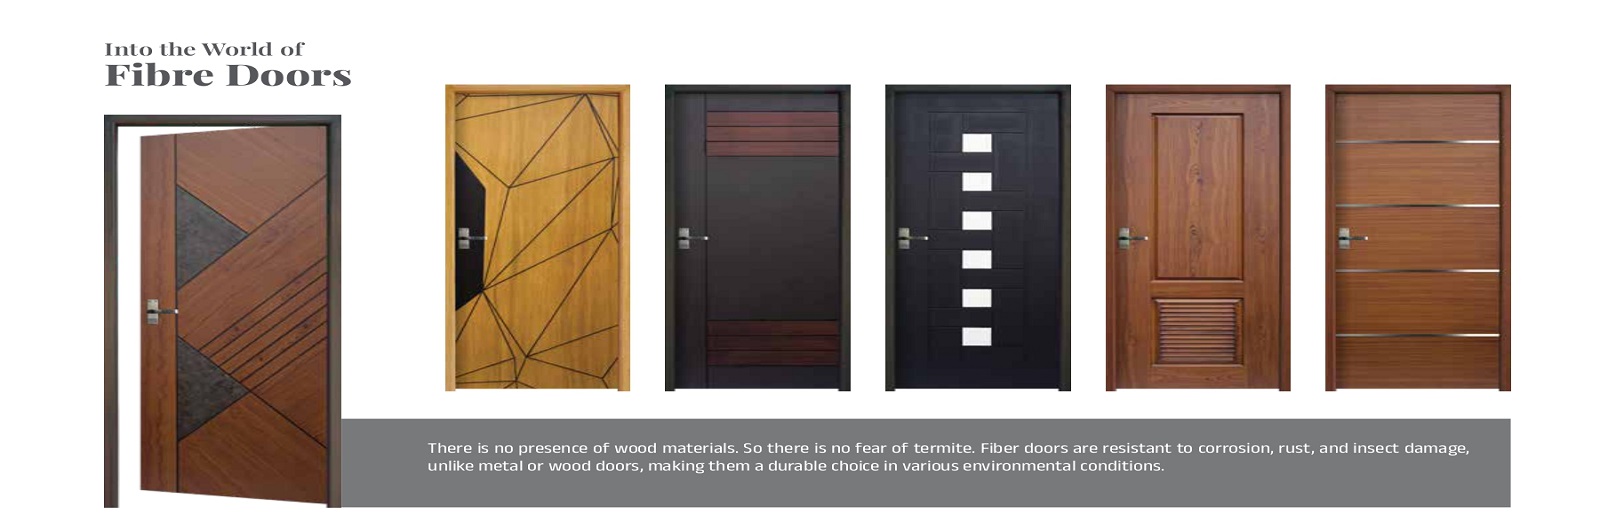 Into the World of
Fibre Doors
There is no presence of wood materials. So there is no fear of termite. Fiber doors are resistant to corrosion, rust, and insect damage,
unlike metal or wood doors, making them a durable choice in various environmental conditions.